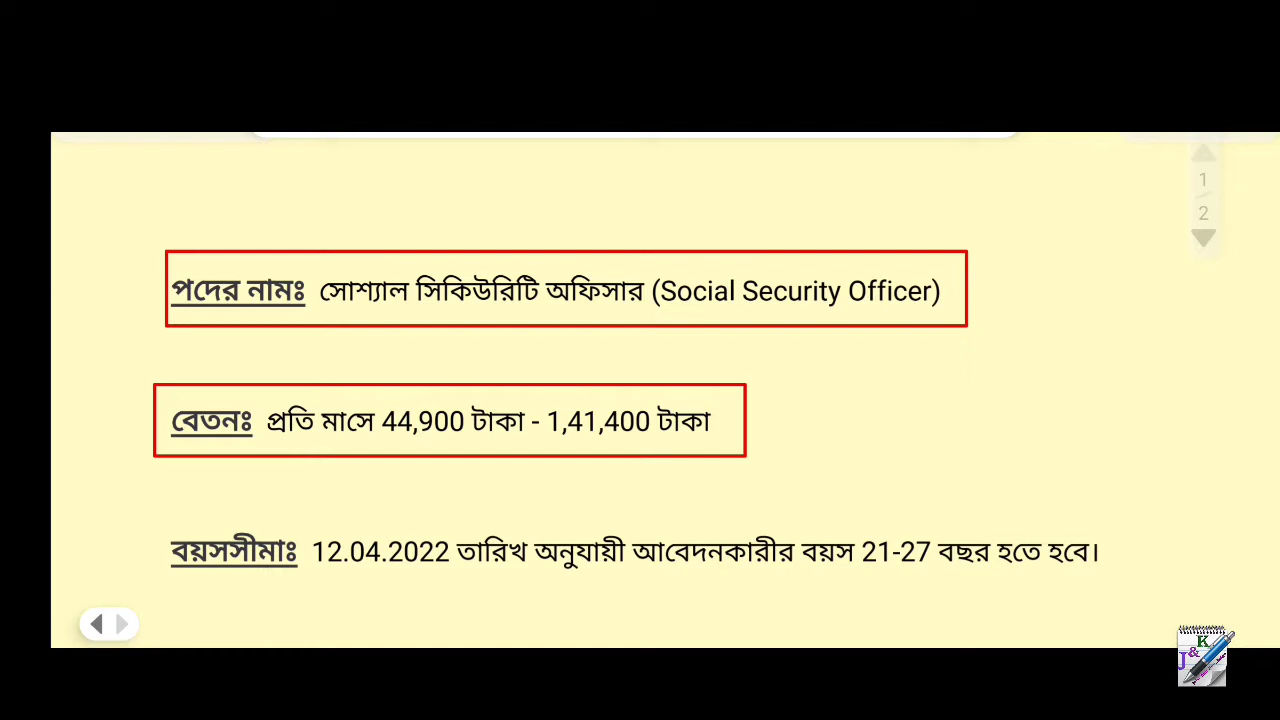 1
2
পদের নামঃ সোশ্যাল সিকিউরিটি অফিসার (Social Security Officer)
বেতনঃ প্রতি মাসে 44,900 টাকা - 1,41,400 টাকা
বয়সসীমাঃ 12.04.2022 তারিখ অনুযায়ী আবেদনকারীর বয়স 21-27 বছর হতে হবে।
J&K